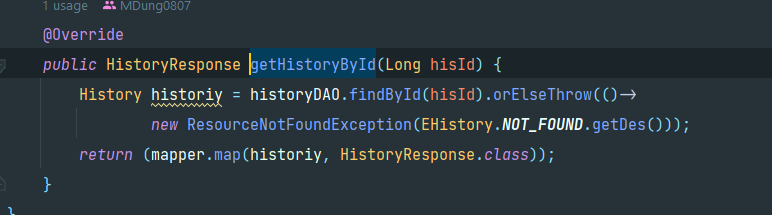 1 usage MDung0807
@Override
public HistoryResponse getHistoryById(Long hisId) {
History historiy = historyDAO.findById(hisId).orElseThrow(()->
new ResourceNotFoundException(EHistory.NOT_FOUND.getDes()));
return (mapper.map(historiy, HistoryResponse.class));
}
}